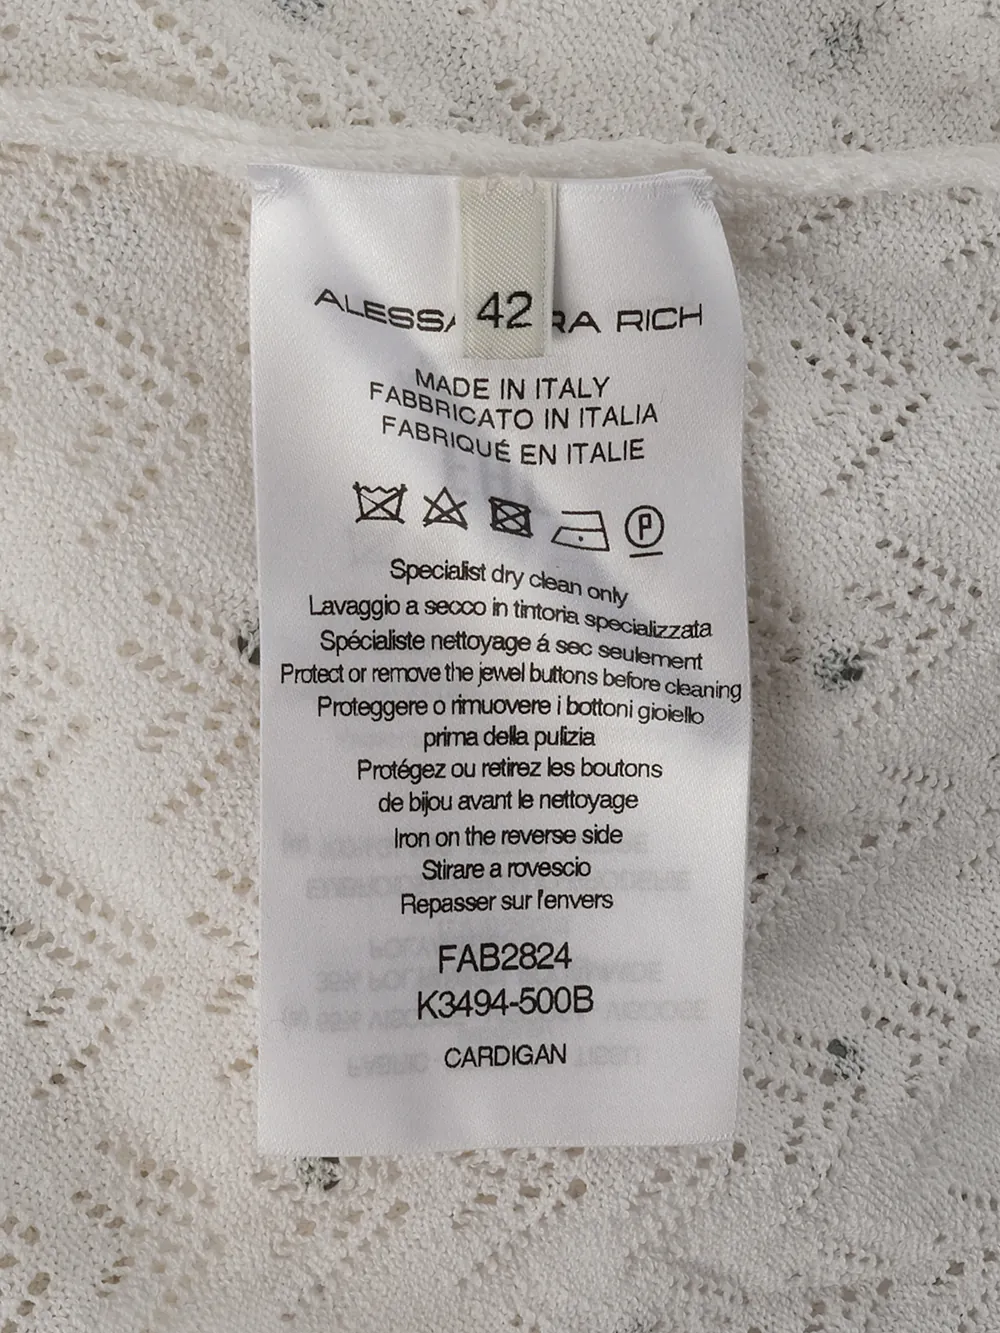 ALESSA
42
RA RICH
MADE IN ITALY
FABBRICATO IN ITALIA
FABRIQUÉ EN ITALIE
P
Specialist dry clean only
Lavaggio a secco in tintoria specializzata
Spécialiste nettoyage á sec seulement
Protect or remove the jewel buttons before cleaning
Proteggere o rimuovere i bottoni gioiello
prima della pulizia
Protégez ou retirez les boutons
de bijou avant le nettoyage
Iron on the reverse side
Stirare a rovescio
Repasser sur l'envers
FAB2824
K3494-500B
CARDIGAN